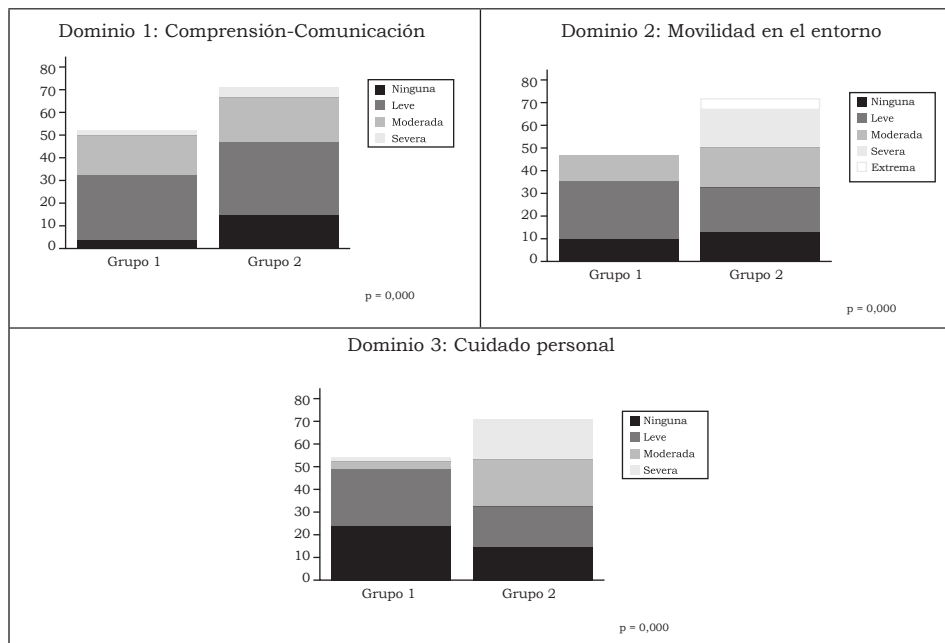 Dominio 1: Comprensión-Comunicación
80
70
60
50
40
30
20
10
0
Grupo 1
Grupo 2
Ninguna
Leve
Moderada
Severa
p = 0,000
Dominio 2: Movilidad en el entorno
80
70
60
50
40
30
20
10
0
Grupo 1
Grupo 2
Ninguna
Leve
Moderada
Severa
Extrema
p = 0,000
Dominio 3: Cuidado personal
80
70
60
50
40
30
20
10
0
Grupo 1
Grupo 2
Ninguna
Leve
Moderada
Severa
p = 0,000